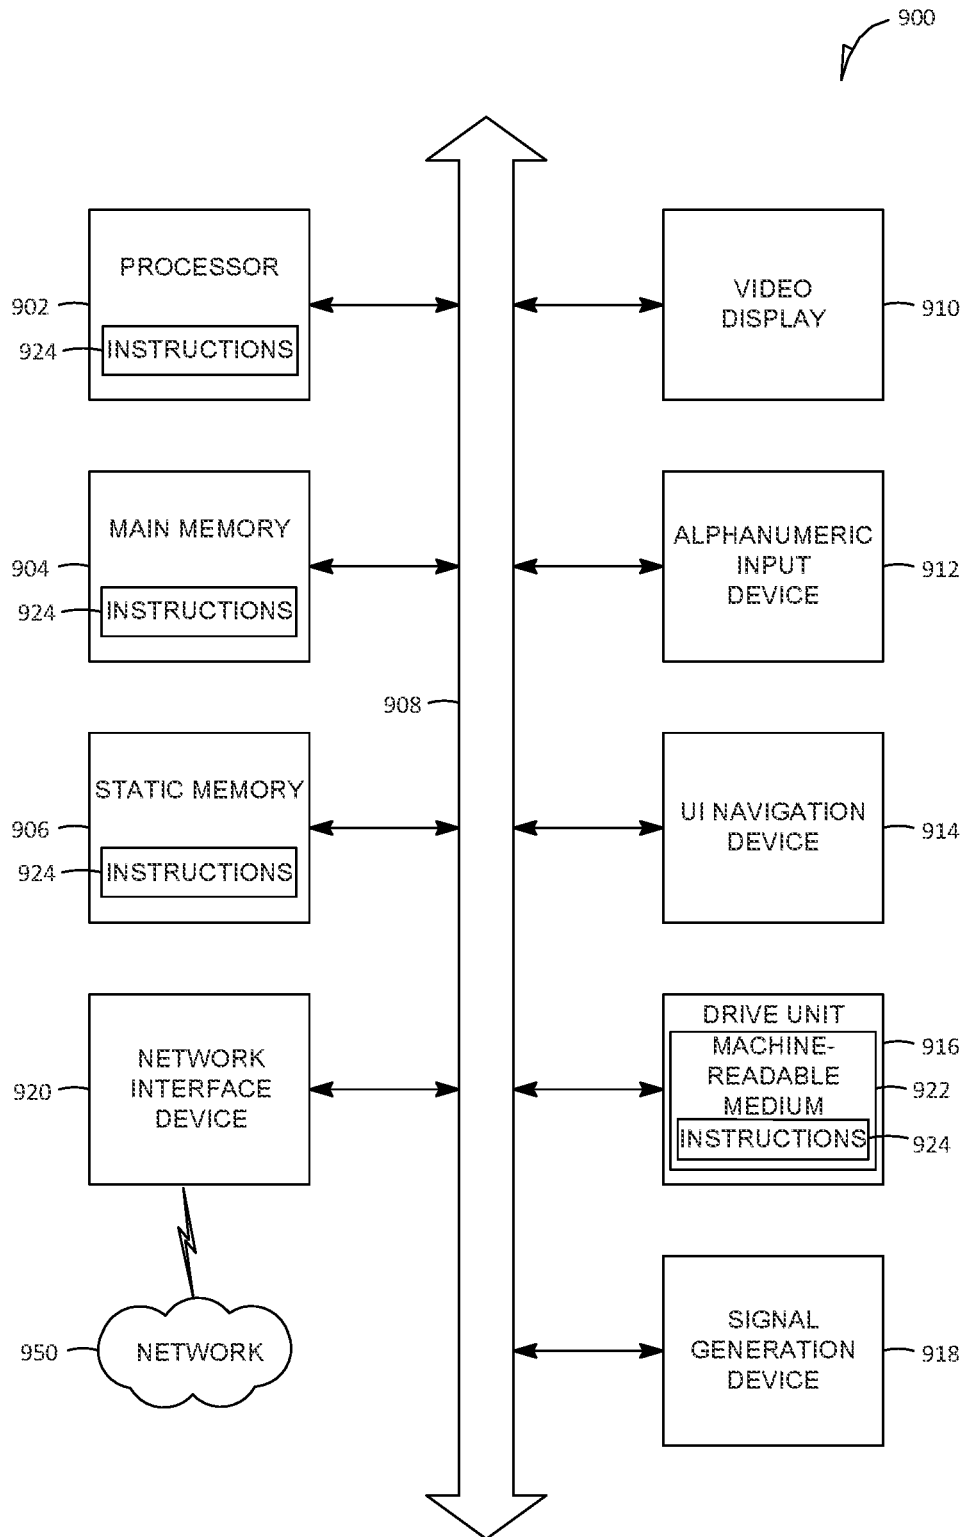 900
PROCESSOR
902
924
INSTRUCTIONS
MAIN MEMORY
904
924
INSTRUCTIONS
908
STATIC MEMORY
906
924
INSTRUCTIONS
NETWORK
INTERFACE
DEVICE
920
950
NETWORK
VIDEO
DISPLAY
910
ALPHANUMERIC
INPUT
DEVICE
912
UI NAVIGATION
DEVICE
914
DRIVE UNIT
916
MACHINE-
READABLE
MEDIUM
922
INSTRUCTIONS
924
SIGNAL
GENERATION
DEVICE
918